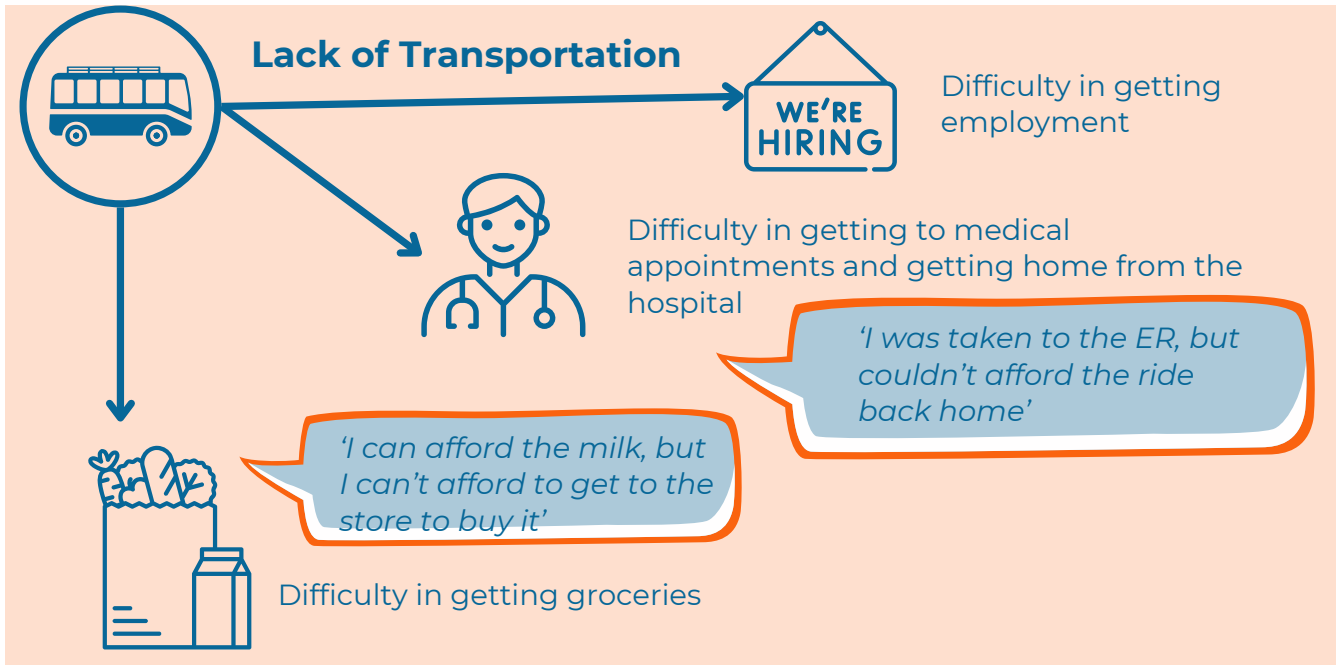 Lack of Transportation
WE'RE
HIRING
Difficulty in getting
employment
Difficulty in getting to medical
appointments and getting home from the
hospital
‘I was taken to the ER, but
couldn’t afford the ride
back home’
‘I can afford the milk, but
I can’t afford to get to the
store to buy it’
Difficulty in getting groceries